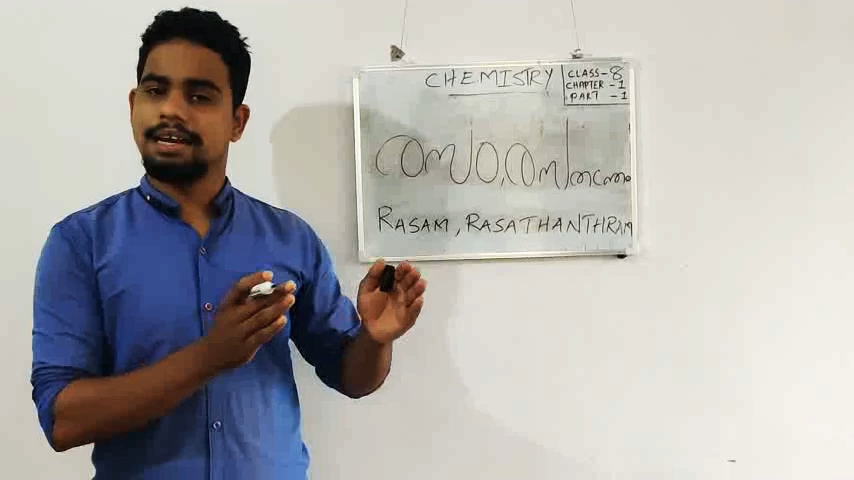 CHEMISTRY
CLASS-8
CHAPTER -1
PART -1
രസം, രസതന്ത്രം
RASAM, RASATHANTHRAM